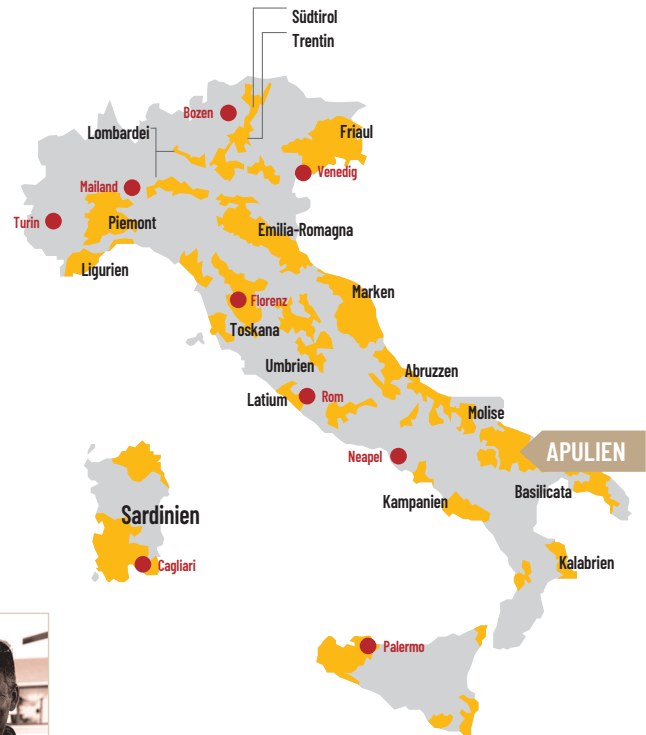 Südtirol
Trentin
Bozen
Lombardei
Friaul
Venedig
Mailand
Turin
Piemont
Emilia-Romagna
Ligurien
Marken
Florenz
Toskana
Umbrien
Abruzzen
Latium
Rom
Molise
APULIEN
Neapel
Basilicata
Kampanien
Sardinien
Kalabrien
Cagliari
Palermo